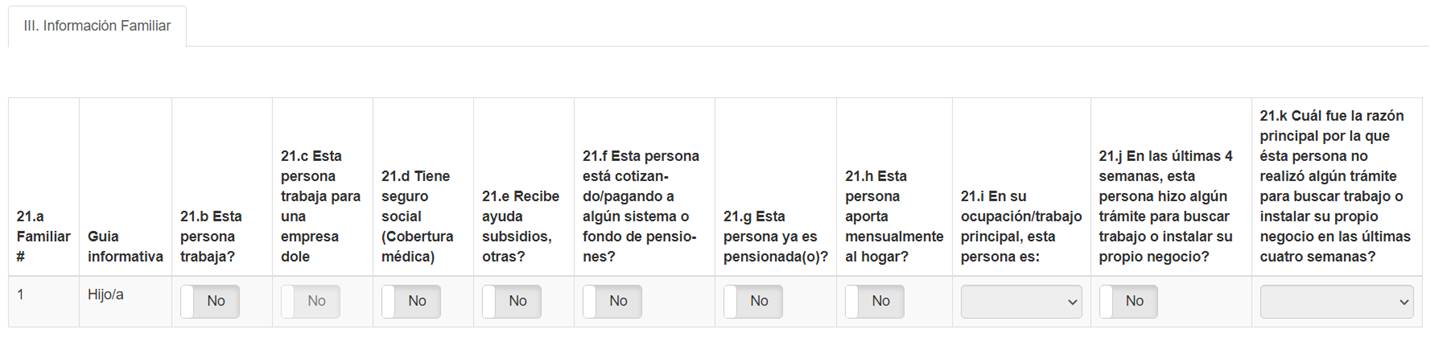 III. Información Familiar
21.a
Familiar
#
Guia
informativa
21.b Esta
persona
trabaja?
21.c Esta
persona
trabaja para
una
empresa
dole
21.d Tiene
seguro
social
(Cobertura
médica)
21.e Recibe
ayuda
subsidios,
otras?
21.f Esta persona
está cotizan-
do/pagando a
algún sistema o
fondo de pensio-
nes?
21.g Esta
persona ya es
pensionada(o)?
21.h Esta
persona
aporta
mensualmente
al hogar?
21.i En su
ocupación/trabajo
principal, esta
persona es:
21.j En las últimas 4
semanas, esta
persona hizo algún
trámite para buscar
trabajo o instalar su
propio negocio?
21.k Cuál fue la razón
principal por la que
ésta persona no
realizó algún trámite
para buscar trabajo o
instalar su propio
negocio en las últimas
cuatro semanas?
1
Hijo/a
No
No
No
No
No
No
No
No